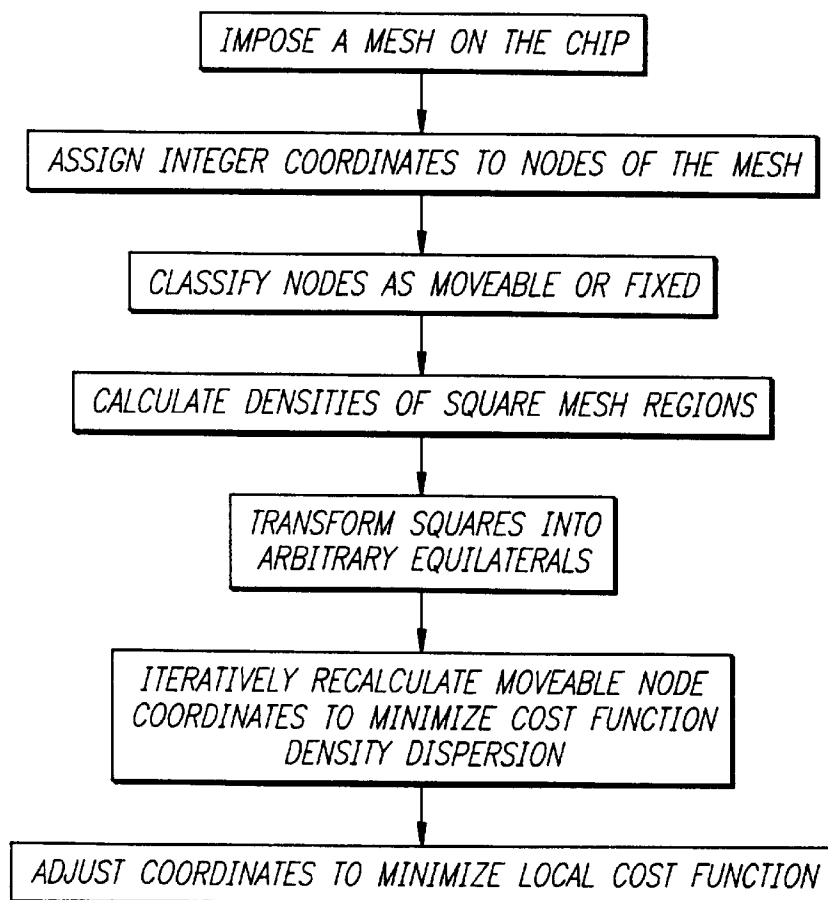 IMPOSE A MESH ON THE CHIP
ASSIGN INTEGER COORDINATES TO NODES OF THE MESH
CLASSIFY NODES AS MOVEABLE OR FIXED
CALCULATE DENSITIES OF SQUARE MESH REGIONS
TRANSFORM SQUARES INTO
ARBITRARY EQUILATERALS
ITERATIVELY RECALCULATE MOVEABLE NODE
COORDINATES TO MINIMIZE COST FUNCTION
DENSITY DISPERSION
ADJUST COORDINATES TO MINIMIZE LOCAL COST FUNCTION